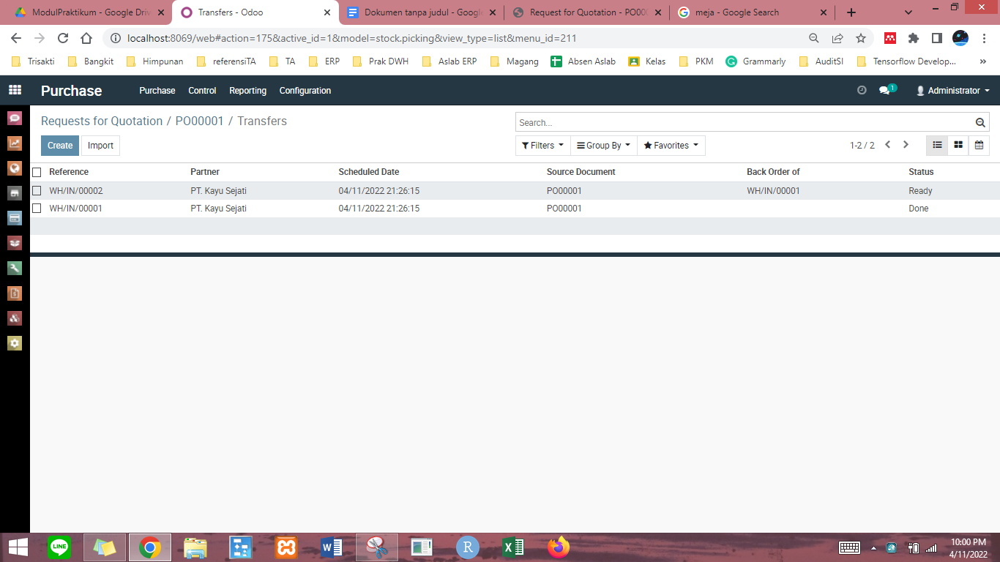 ModulPraktikum - Google Driv
Transfers - Odoo
Dokumen tanpa judul - Google
Request for Quotation - PO000
meja - Google Search
localhost:8069/web#action=175&active_id=1&model=stock.picking&view_type=list&menu_id=211
Trisakti Bangkit Himpunan referensiTA TA ERP Prak DWH Aslab ERP Magang Absen Aslab Kelas PKM Grammarly AuditSI Tensorflow Develop... »
Purchase Purchase Control Reporting Configuration 1 Administrator
Requests for Quotation / PO00001 / Transfers
Search...
Create Import Filters Group By Favorites 1-2 / 2
Reference Partner Scheduled Date Source Document Back Order of Status
WH/IN/00002 PT. Kayu Sejati 04/11/2022 21:26:15 PO00001 WH/IN/00001 Ready
WH/IN/00001 PT. Kayu Sejati 04/11/2022 21:26:15 PO00001 Done
LINE
W
R
X
10:00 PM
4/11/2022